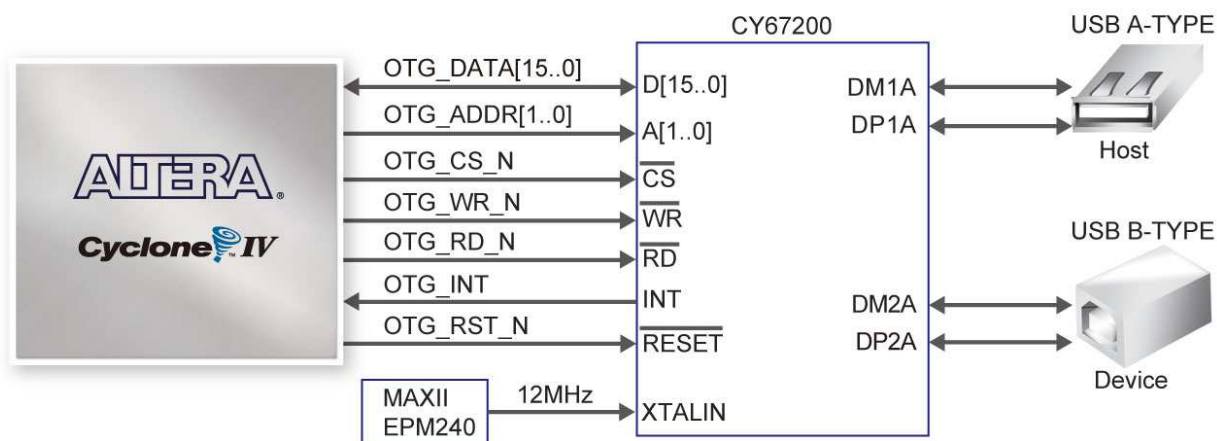 CY67200
USB A-TYPE
OTG_DATA[15..0]
D[15..0]
DM1A
OTG_ADDR[1..0]
A[1..0]
DP1A
Host
OTG_CS_N
CS
ALTERA®
OTG_WR_N
WR
Cyclone™ IV
OTG_RD_N
RD
USB B-TYPE
OTG_INT
INT
DM2A
OTG_RST_N
RESET
DP2A
Device
MAXII
EPM240
12MHz
XTALIN